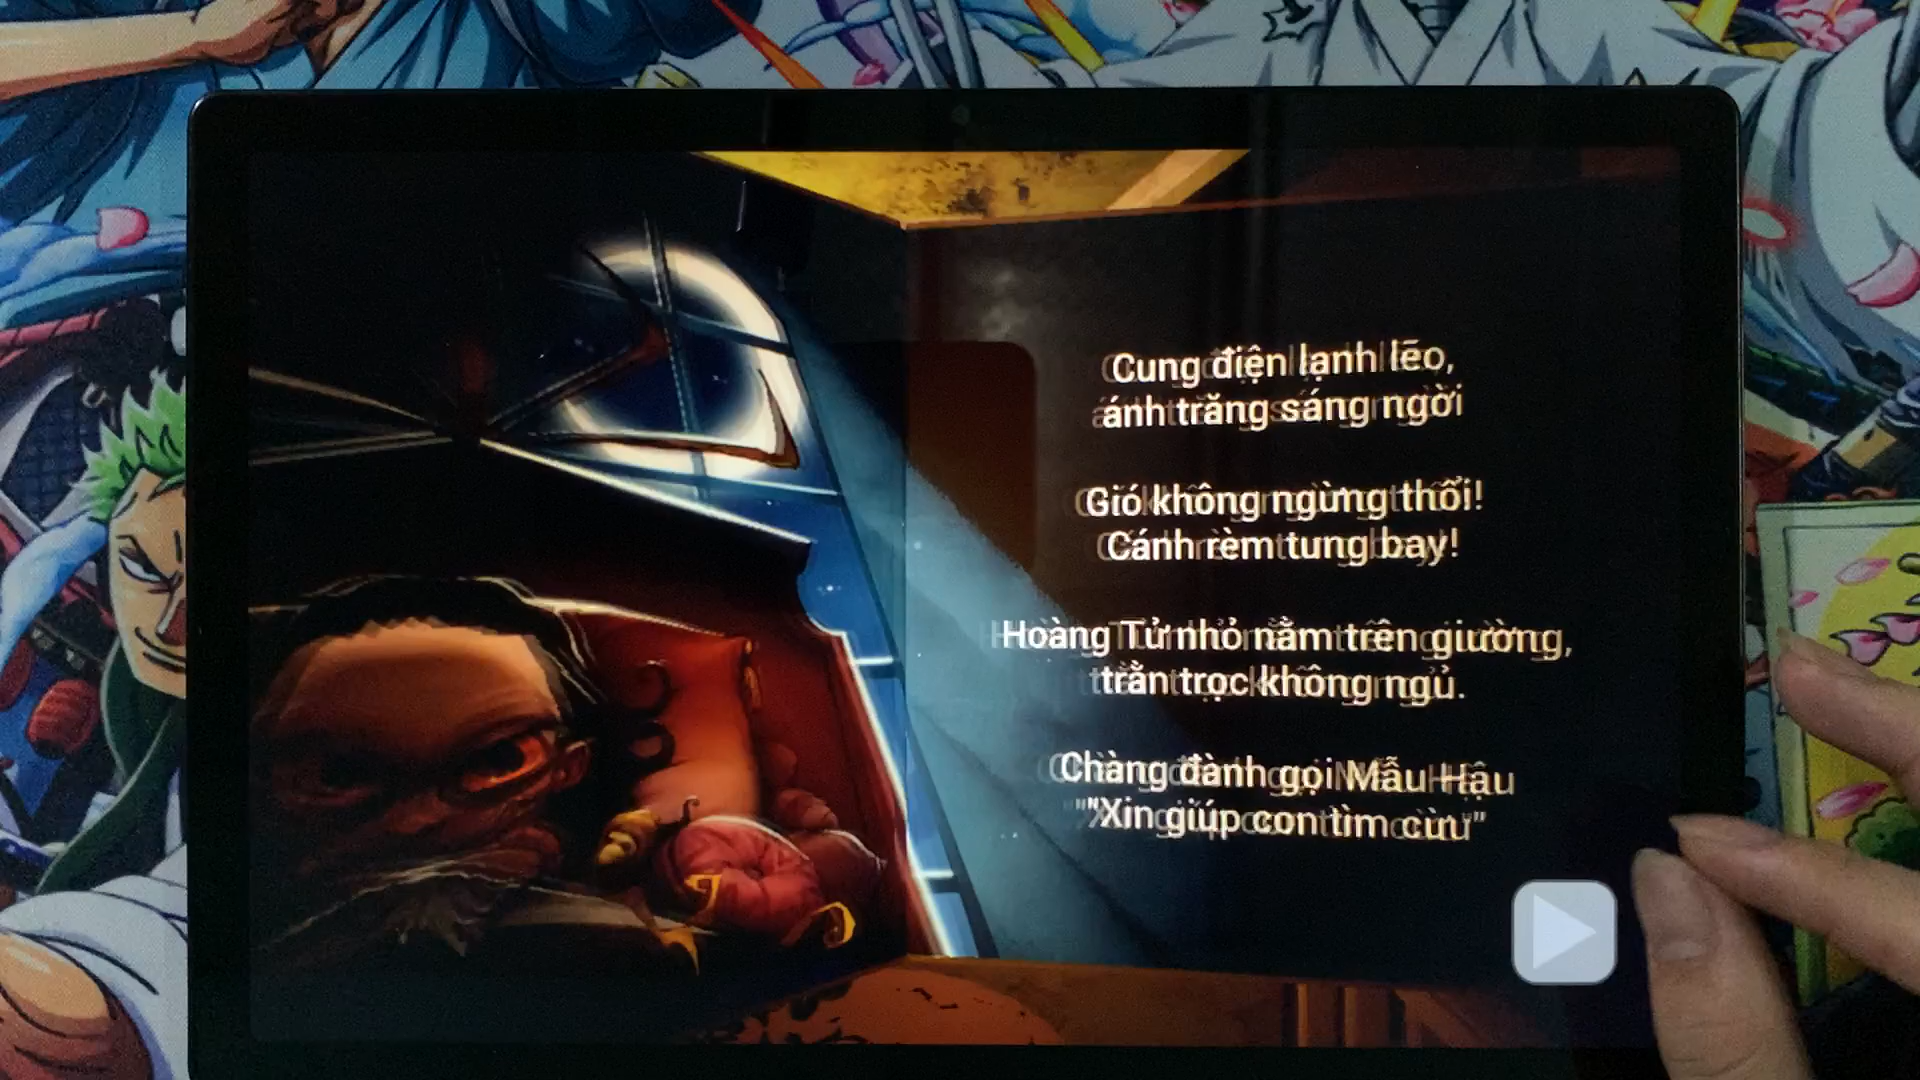 Cung điện lạnh lẽo,
ánh trăng sáng ngời
Gió không ngừng thổi!
Cánh rèm tung bay!
Hoàng Tử nhỏ nằm trên giường,
trằn trọc không ngủ.
Chàng đành gọi Mẫu Hậu
"Xin giúp con tìm cừu"